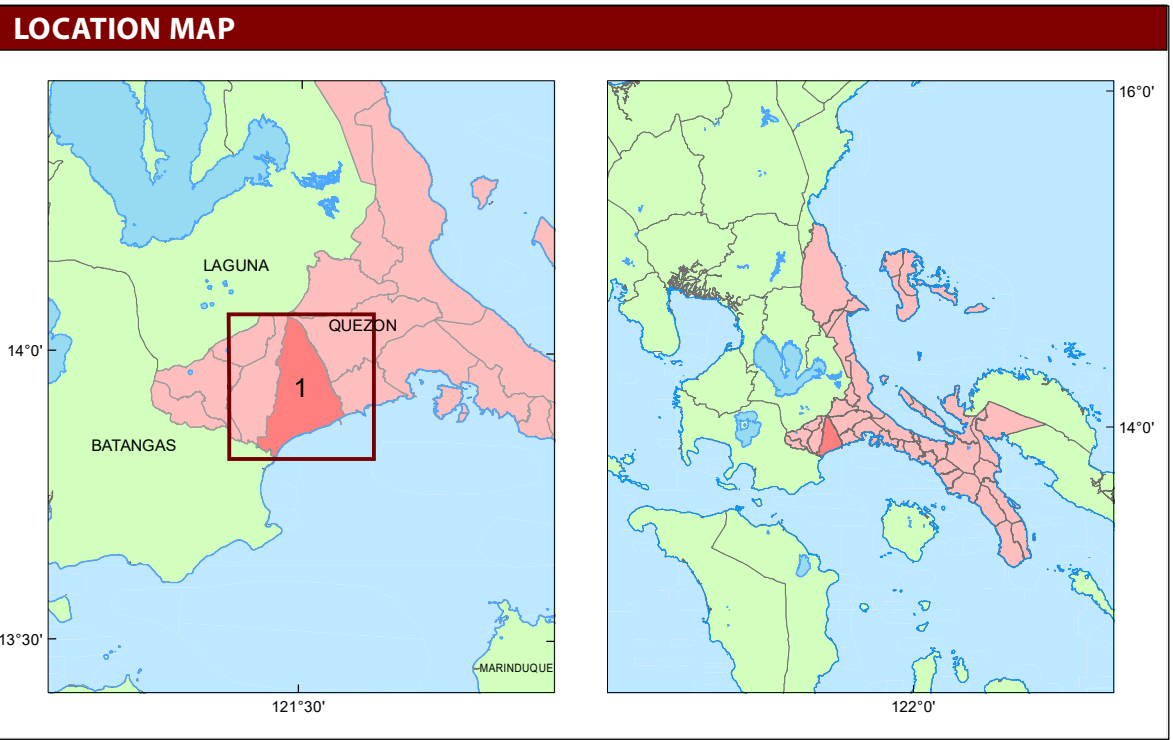 LOCATION MAP
16°0'
LAGUNA
QUEZON
14°0'
1
BATANGAS
14°0'
13°30'
MARINDUQUE
121°30'
122°0'